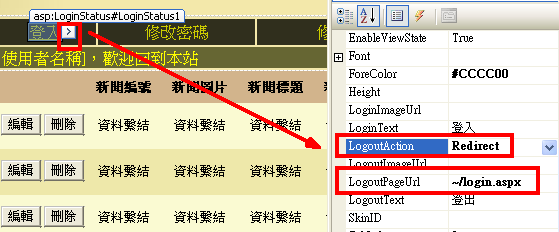 asp:LoginStatus#LoginStatus1
登入 修改密碼
使用者名稱], 歡迎回到本站
新聞編號 新聞圖片 新聞標題
編輯 刪除 資料繫結 資料繫結 資料繫結
編輯 刪除 資料繫結 資料繫結 資料繫結
編輯 刪除 資料繫結 資料繫結 資料繫結
EnableViewState True
Font
ForeColor #CCCC00
Height
LoginImageUrl
LoginText 登入
LogoutAction Redirect
LogoutImageUrl
LogoutPageUrl ~/login.aspx
LogoutText 登出
SkinID